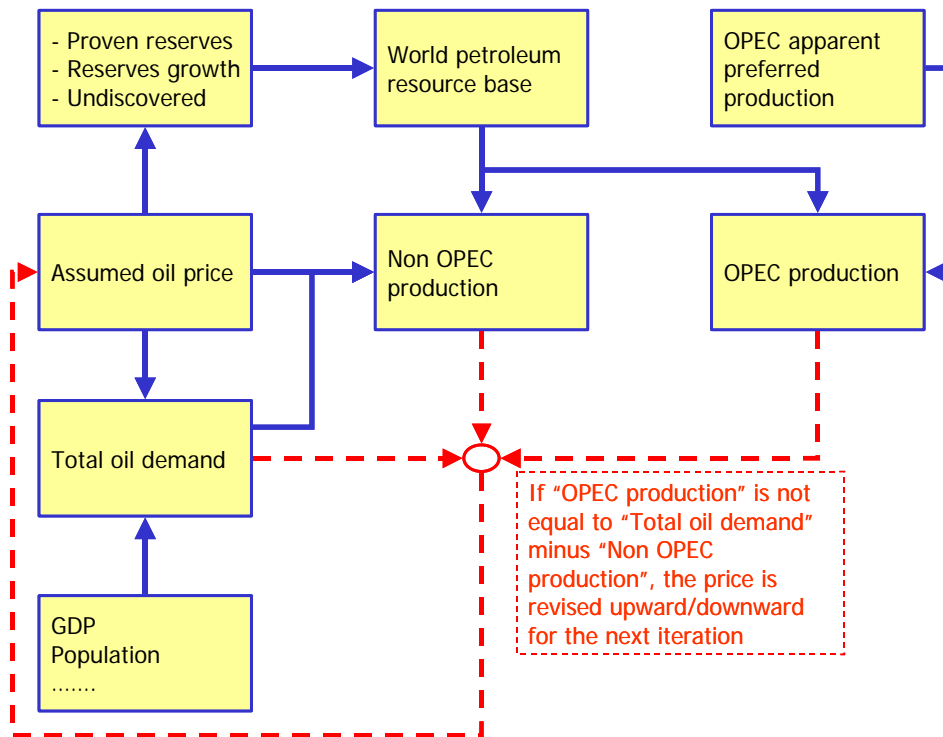 - Proven reserves
- Reserves growth
- Undiscovered
World petroleum
resource base
OPEC apparent
preferred
production
Assumed oil price
Non OPEC
production
OPEC production
Total oil demand
If “OPEC production” is not
equal to “Total oil demand”
minus “Non OPEC
production”, the price is
revised upward/downward
for the next iteration
GDP
Population
.......